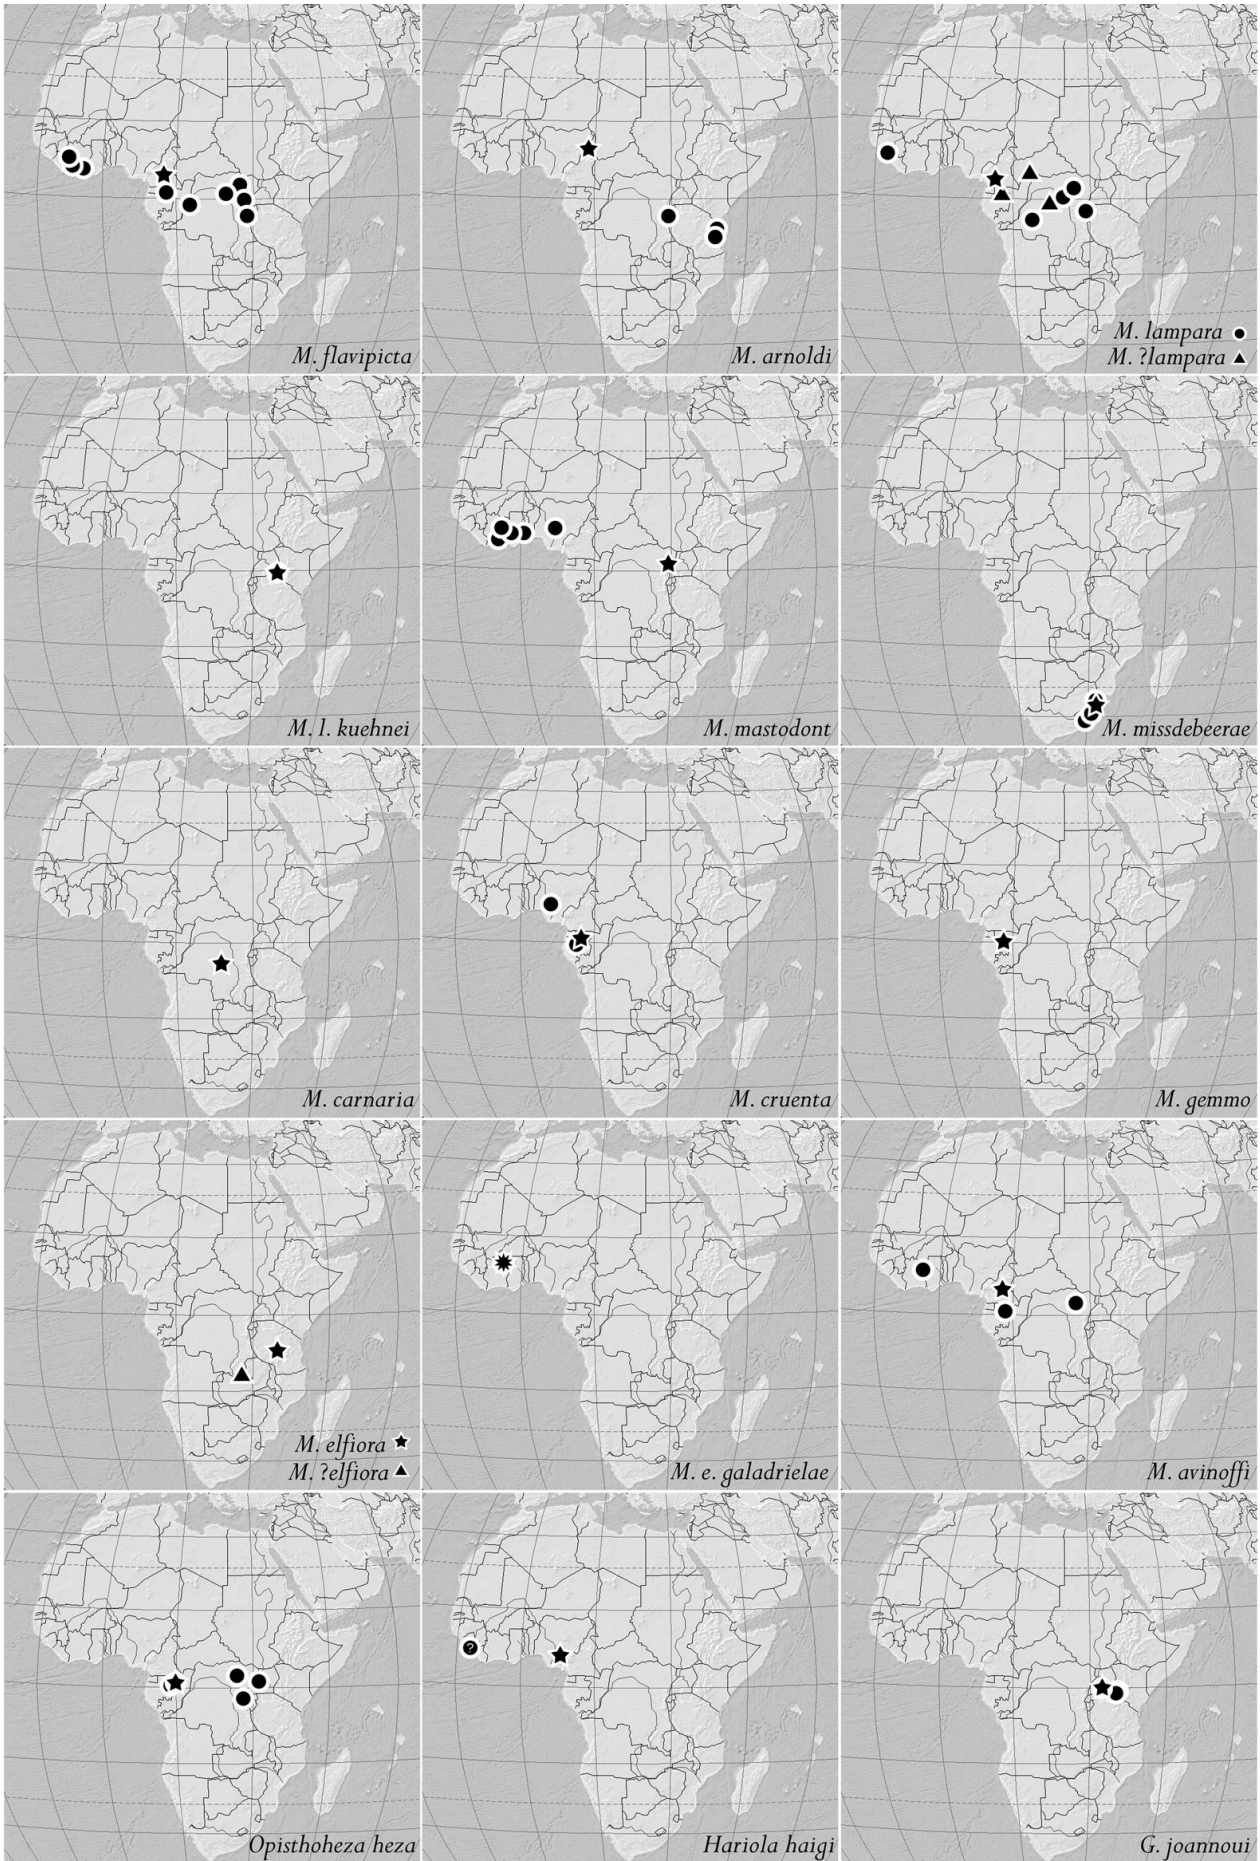 M. flavipicta
M. arnoldi
M. lampara
M. ?lampara
M. l. kuehnei
M. mastodont
M. missdebeerae
M. carnaria
M. cruenta
M. gemmo
M. elfiora
M. ?elfiora
M. e. galadrielae
M. avinoffi
?
Opisthoheza heza
Hariola haigi
G. joannoui